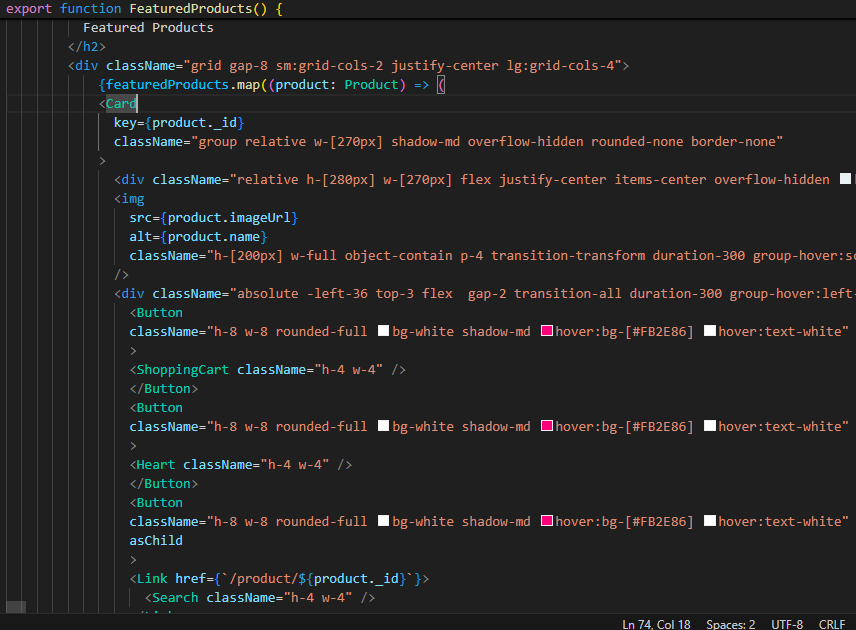 export function FeaturedProducts() {
Featured Products
</h2>
<div className="grid gap-8 sm:grid-cols-2 justify-center lg:grid-cols-4">
{featuredProducts.map((product: Product) => (
<Card
key={product._id}
className="group relative w-[270px] shadow-md overflow-hidden rounded-none border-none"
>
<div className="relative h-[280px] w-[270px] flex justify-center items-center overflow-hidden
<img
src={product.imageUrl}
alt={product.name}
className="h-[200px] w-full object-contain p-4 transition-transform duration-300 group-hover:sc
/>
<div className="absolute -left-36 top-3 flex  gap-2 transition-all duration-300 group-hover:left-
<Button
className="h-8 w-8 rounded-full bg-white shadow-md hover:bg-[#FB2E86] hover:text-white"
>
<ShoppingCart className="h-4 w-4" />
</Button>
<Button
className="h-8 w-8 rounded-full bg-white shadow-md hover:bg-[#FB2E86] hover:text-white"
>
<Heart className="h-4 w-4" />
</Button>
<Button
className="h-8 w-8 rounded-full bg-white shadow-md hover:bg-[#FB2E86] hover:text-white"
asChild
>
<Link href={`/product/${product._id}`}>
<Search className="h-4 w-4" />
Ln 74, Col 18 Spaces: 2 UTF-8 CRLF